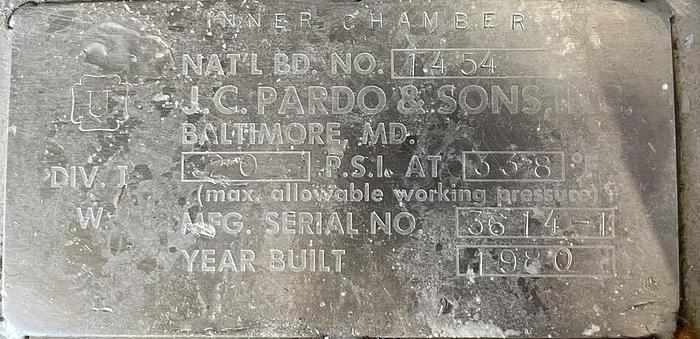 INNER CHAMBER
NAT'L BD. NO. 1454
U J.C. PARDO & SONS, INC.
BALTIMORE, MD.
DIV. I 20 P.S.I. AT 338 °F
(max. allowable working pressure)
W. MFG. SERIAL NO. 3614-1
YEAR BUILT 1980